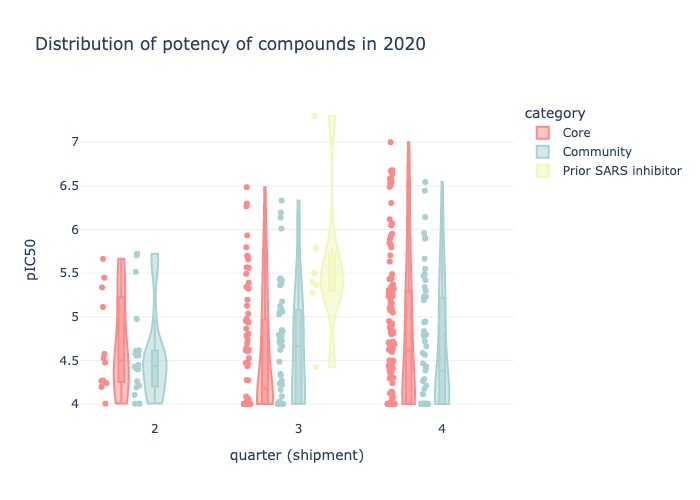 Distribution of potency of compounds in 2020
category
Core
Community
Prior SARS inhibitor
pIC50
7
6.5
6
5.5
5
4.5
4
2
3
4
quarter (shipment)